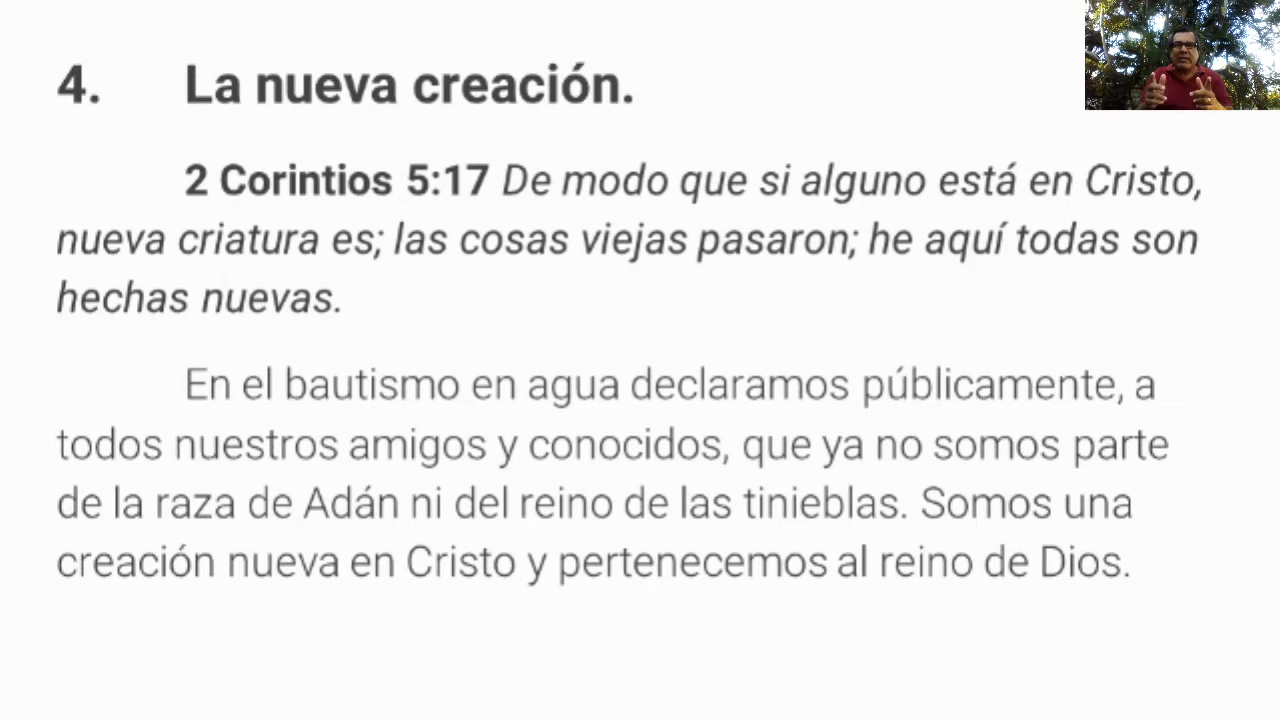 4. La nueva creación.
2 Corintios 5:17 De modo que si alguno está en Cristo,
nueva criatura es; las cosas viejas pasaron; he aquí todas son
hechas nuevas.
En el bautismo en agua declaramos públicamente, a
todos nuestros amigos y conocidos, que ya no somos parte
de la raza de Adán ni del reino de las tinieblas. Somos una
creación nueva en Cristo y pertenecemos al reino de Dios.